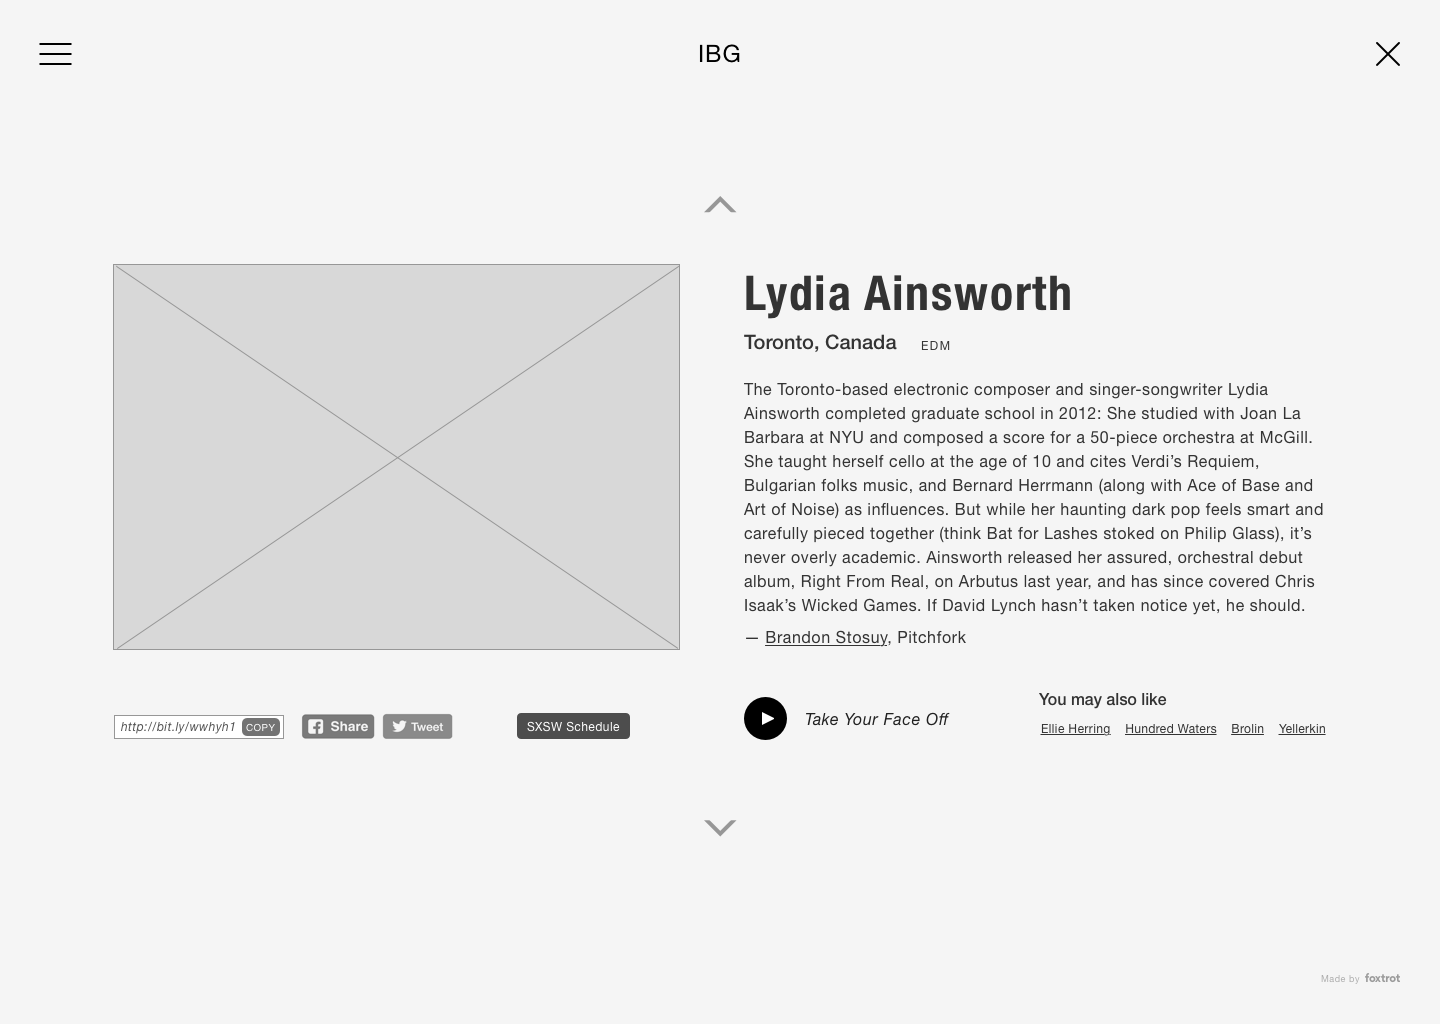 IBG
Lydia Ainsworth
Toronto, Canada EDM
The Toronto-based electronic composer and singer-songwriter Lydia
Ainsworth completed graduate school in 2012: She studied with Joan La
Barbara at NYU and composed a score for a 50-piece orchestra at McGill.
She taught herself cello at the age of 10 and cites Verdi’s Requiem,
Bulgarian folks music, and Bernard Herrmann (along with Ace of Base and
Art of Noise) as influences. But while her haunting dark pop feels smart and
carefully pieced together (think Bat for Lashes stoked on Philip Glass), it’s
never overly academic. Ainsworth released her assured, orchestral debut
album, Right From Real, on Arbutus last year, and has since covered Chris
Isaak’s Wicked Games. If David Lynch hasn’t taken notice yet, he should.
— Brandon Stosuy, Pitchfork
http://bit.ly/wwhyh1 COPY Share Tweet SXSW Schedule
Take Your Face Off
You may also like
Ellie Herring Hundred Waters Brolin Yellerkin
Made by foxtrot